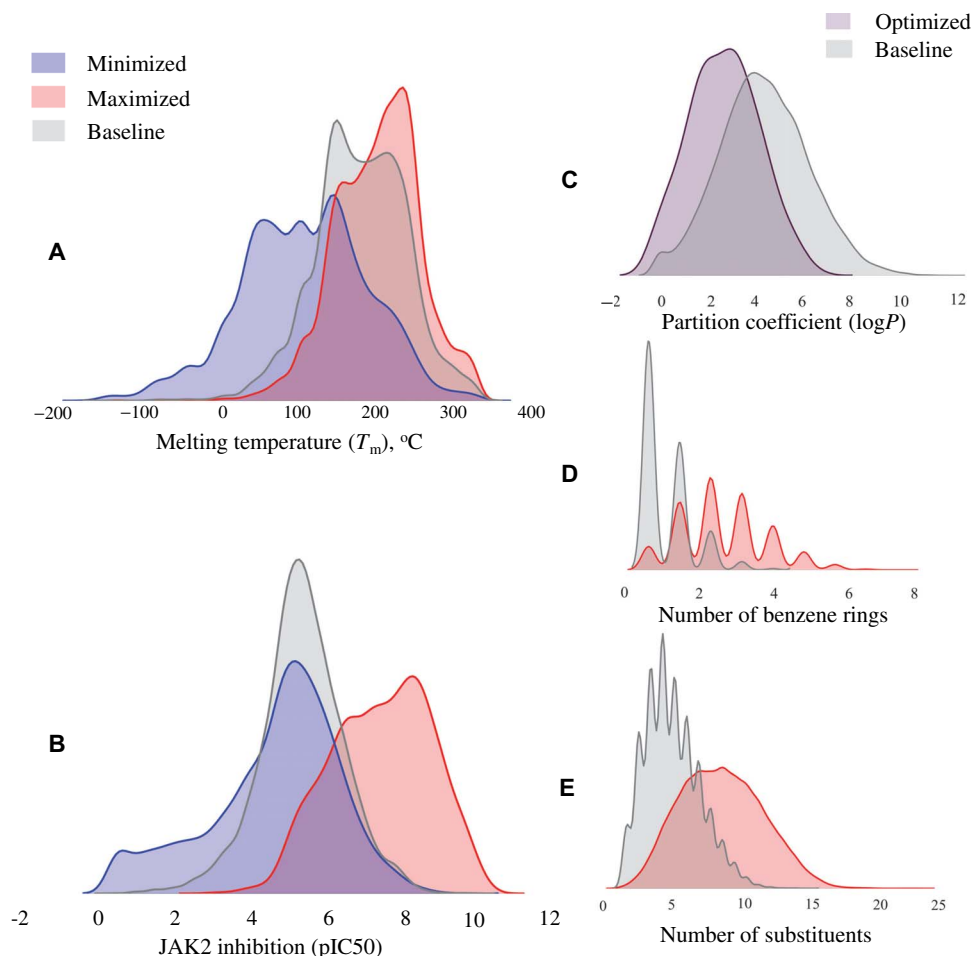 Minimized
Maximized
Baseline
A
−200 −100 0 100 200 300 400
Melting temperature (Tm), °C
B
-2 0 2 4 6 8 10 12
JAK2 inhibition (pIC50)
Optimized
Baseline
C
−2 0 2 4 6 8 10 12
Partition coefficient (logP)
D
0 2 4 6 8
Number of benzene rings
E
0 5 10 15 20 25
Number of substituents